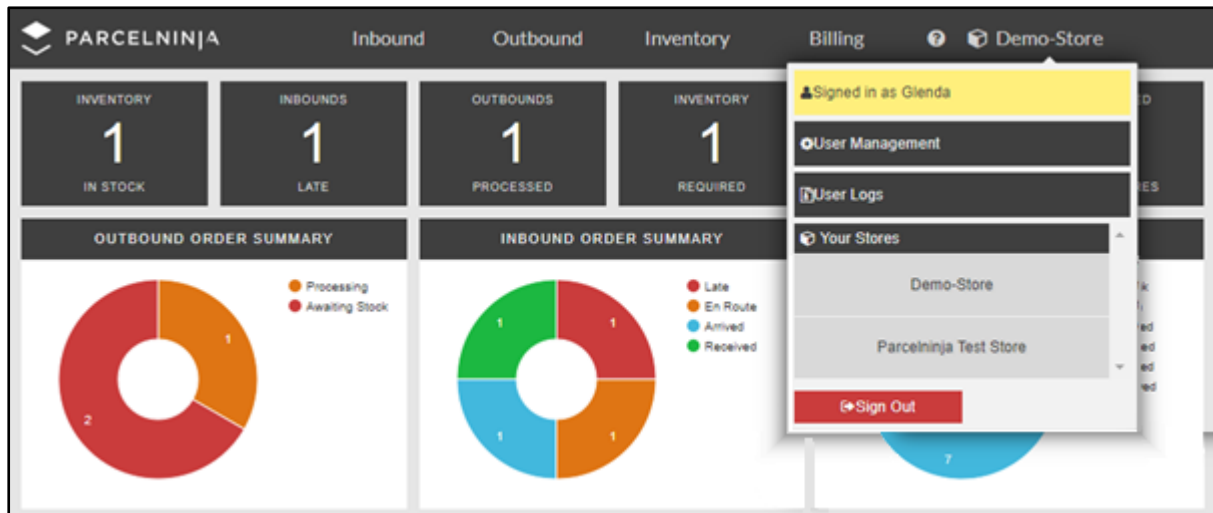 PARCELNINJA Inbound Outbound Inventory Billing Demo-Store
INVENTORY
1
IN STOCK
INBOUNDS
1
LATE
OUTBOUNDS
1
PROCESSED
INVENTORY
1
REQUIRED
Signed in as Glenda
User Management
User Logs
Your Stores
Demo-Store
Parcelninja Test Store
Sign Out
OUTBOUND ORDER SUMMARY
Processing
Awaiting Stock
1
2
INBOUND ORDER SUMMARY
Late
En Route
Arrived
Received
1
1
1
1
7